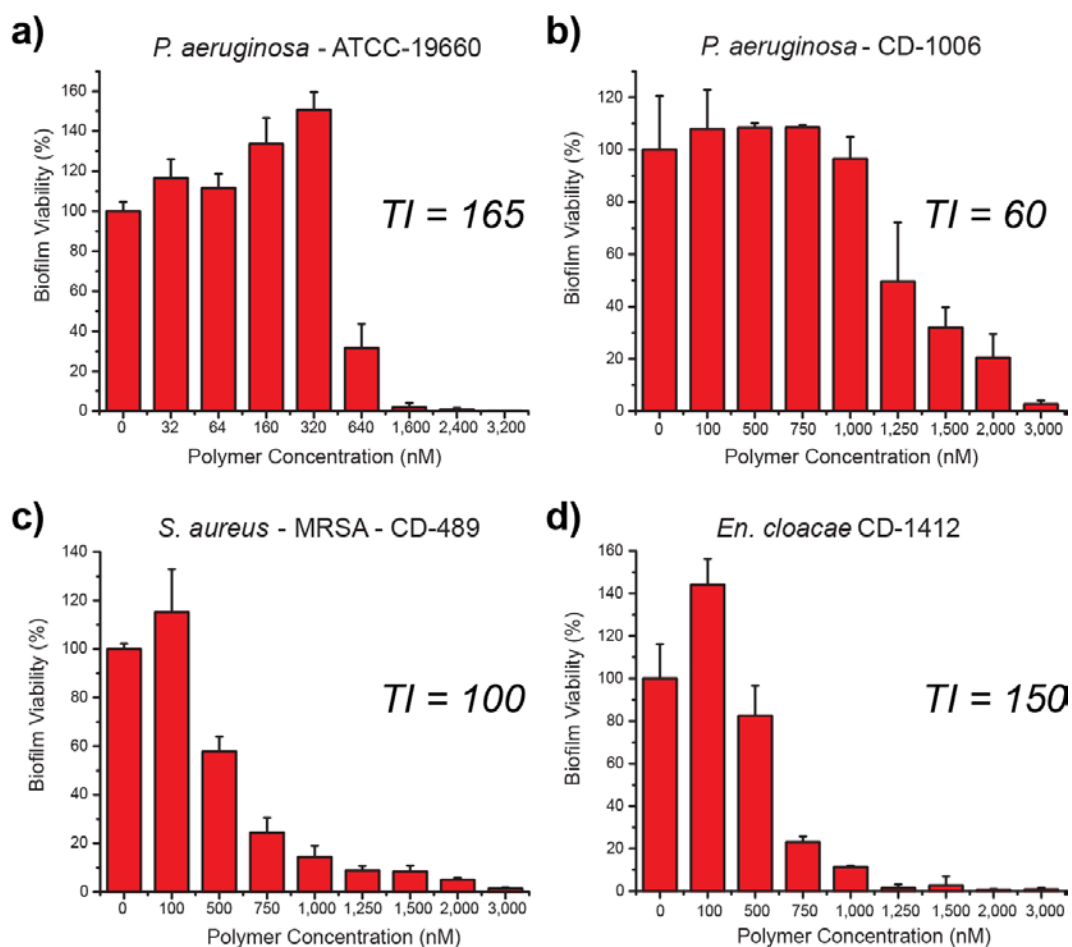 a)
P. aeruginosa - ATCC-19660
Biofilm Viability (%)
160
140
120
100
80
60
40
20
0
TI = 165
0 32 64 160 320 640 1,600 2,400 3,200
Polymer Concentration (nM)
b)
P. aeruginosa - CD-1006
Biofilm Viability (%)
120
100
80
60
40
20
0
TI = 60
0 100 500 750 1,000 1,250 1,500 2,000 3,000
Polymer Concentration (nM)
c)
S. aureus - MRSA - CD-489
Biofilm Viability (%)
140
120
100
80
60
40
20
0
TI = 100
0 100 500 750 1,000 1,250 1,500 2,000 3,000
Polymer Concentration (nM)
d)
En. cloacae CD-1412
Biofilm Viability (%)
160
140
120
100
80
60
40
20
0
TI = 150
0 100 500 750 1,000 1,250 1,500 2,000 3,000
Polymer Concentration (nM)